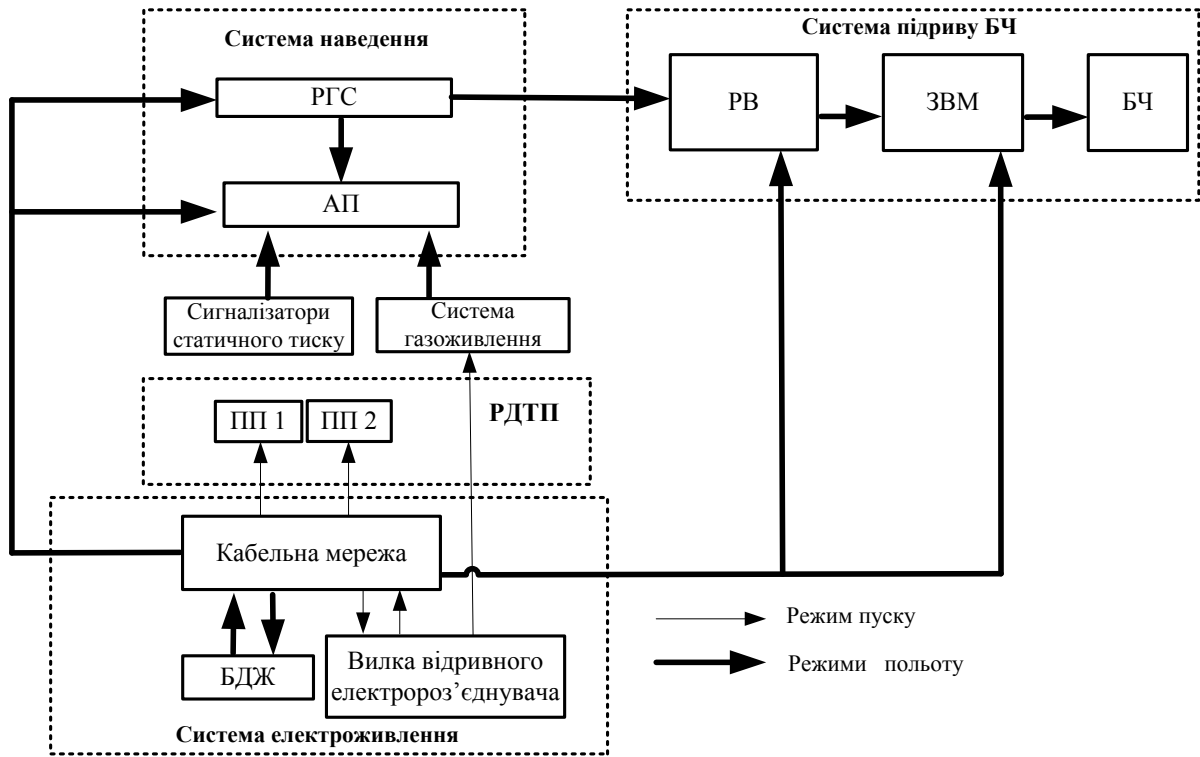 Система наведення
РГС
АП
Сигналізатори
статичного тиску
Система
газоживлення
Система підриву БЧ
РВ
ЗВМ
БЧ
РДТП
ПП 1
ПП 2
Кабельна мережа
БДЖ
Вилка відривного
електророз’єднувача
Система електроживлення
Режим пуску
Режими польоту